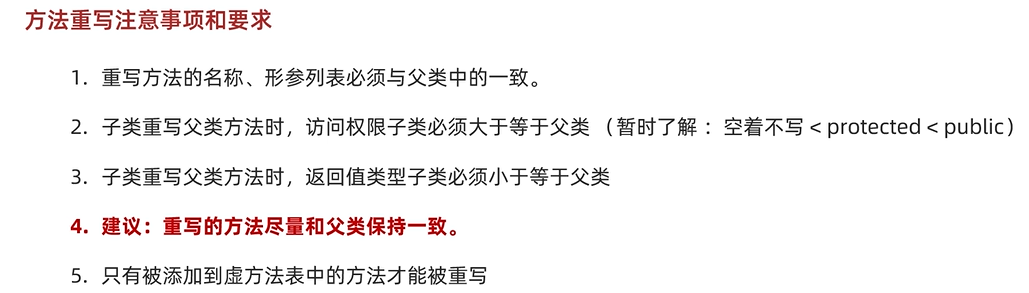 方法重写注意事项和要求
1. 重写方法的名称、形参列表必须与父类中的一致。
2. 子类重写父类方法时，访问权限子类必须大于等于父类（暂时了解：空着不写 < protected < public）
3. 子类重写父类方法时，返回值类型子类必须小于等于父类
4. 建议：重写的方法尽量和父类保持一致。
5. 只有被添加到虚方法表中的方法才能被重写